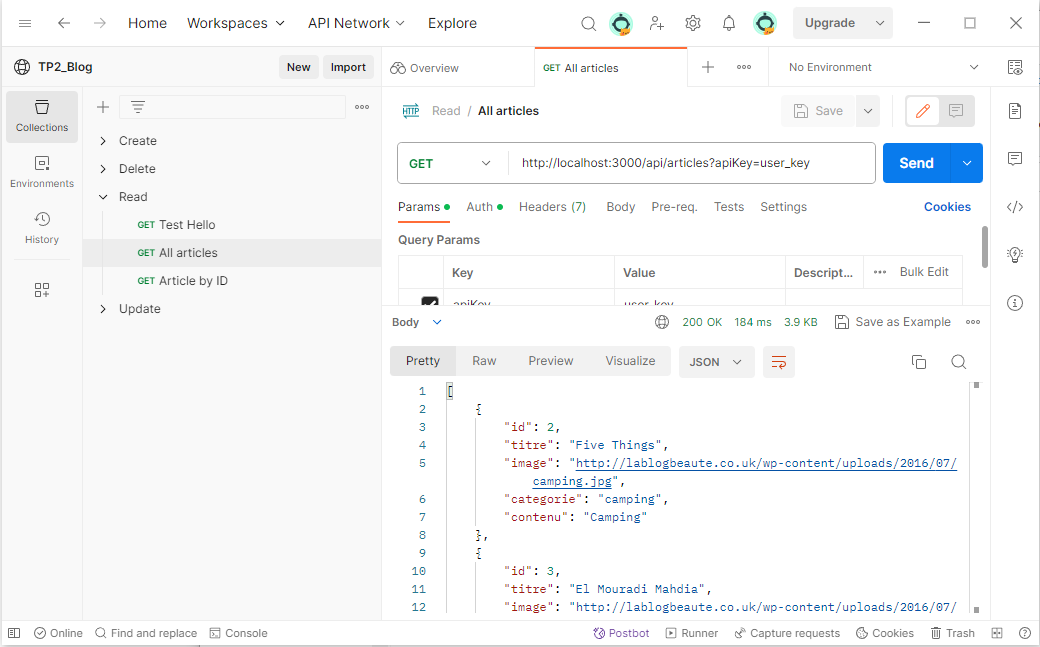 Home Workspaces API Network Explore Upgrade
TP2_Blog New Import Overview GET All articles No Environment
Collections
Environments
History
Create
Delete
Read
GET Test Hello
GET All articles
GET Article by ID
Update
HTTP Read / All articles Save
GET http://localhost:3000/api/articles?apiKey=user_key Send
Params Auth Headers (7) Body Pre-req. Tests Settings Cookies
Query Params
Key Value Descript... Bulk Edit
apiKey user_key
Body 200 OK 184 ms 3.9 KB Save as Example
Pretty Raw Preview Visualize JSON
1 [
2 {
3 "id": 2,
4 "titre": "Five Things",
5 "image": "http://lablogbeaute.co.uk/wp-content/uploads/2016/07/
camping.jpg",
6 "categorie": "camping",
7 "contenu": "Camping"
8 },
9 {
10 "id": 3,
11 "titre": "El Mouradi Mahdia",
12 "image": "http://lablogbeaute.co.uk/wp-content/uploads/2016/07/
Online Find and replace Console Postbot Runner Capture requests Cookies Trash